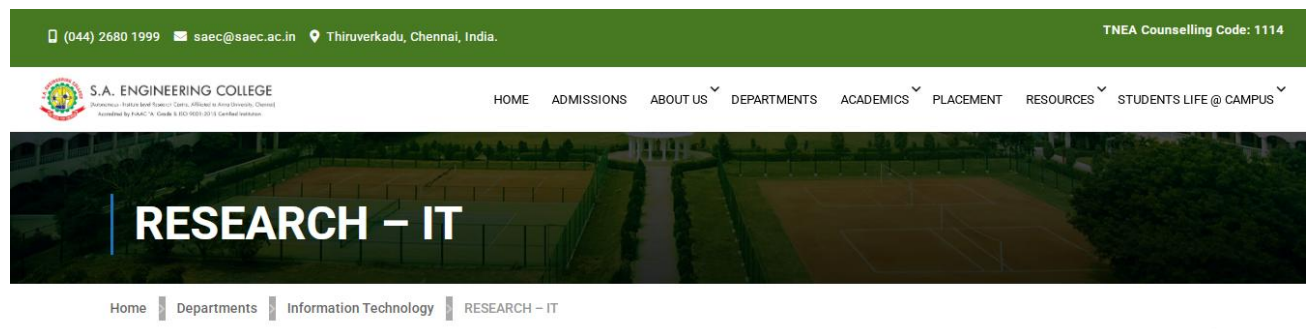 (044) 2680 1999 saec@saec.ac.in Thiruverkadu, Chennai, India.
TNEA Counselling Code: 1114
S.A. ENGINEERING COLLEGE
HOME ADMISSIONS ABOUT US DEPARTMENTS ACADEMICS PLACEMENT RESOURCES STUDENTS LIFE @ CAMPUS
RESEARCH – IT
Home Departments Information Technology RESEARCH – IT